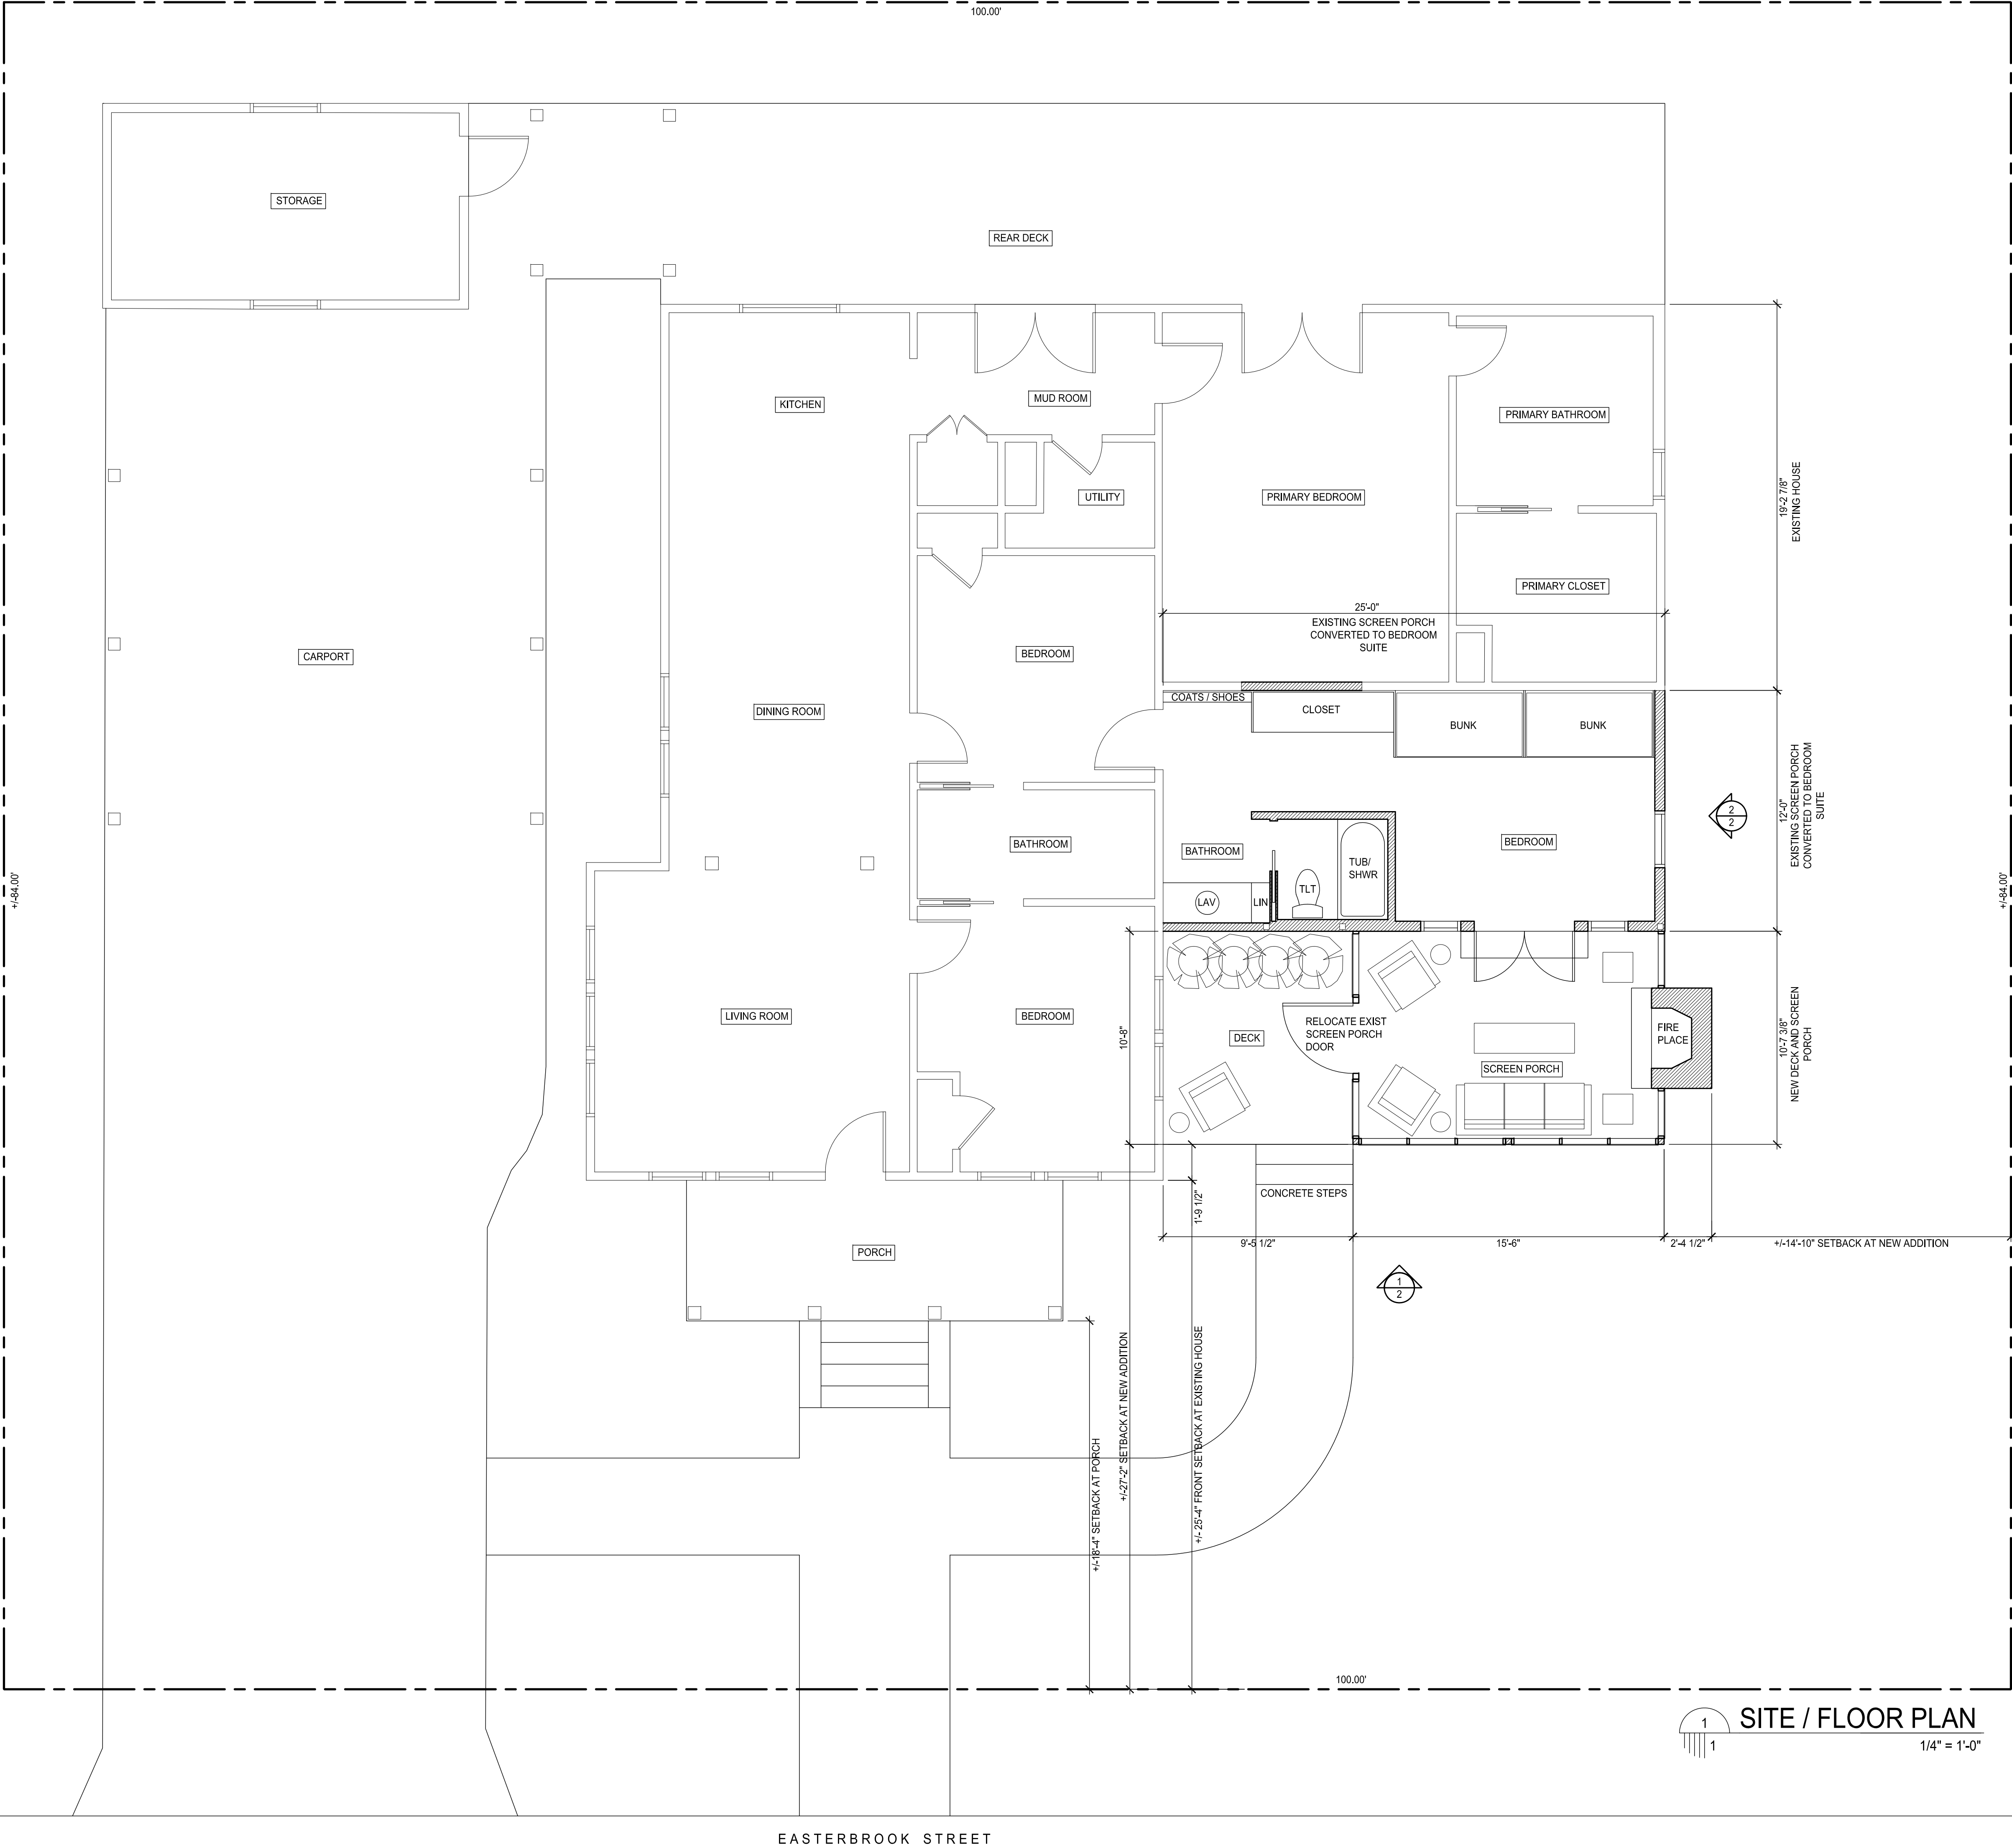 100.00'
STORAGE
REAR DECK
KITCHEN
MUD ROOM
PRIMARY BATHROOM
UTILITY
PRIMARY BEDROOM
19'-2 7/8"
EXISTING HOUSE
PRIMARY CLOSET
25'-0"
EXISTING SCREEN PORCH
CONVERTED TO BEDROOM
SUITE
CARPORT
BEDROOM
DINING ROOM
COATS / SHOES
CLOSET
BUNK
BUNK
12'-0"
EXISTING SCREEN PORCH
CONVERTED TO BEDROOM
SUITE
2
2
BATHROOM
BATHROOM
TUB/
SHWR
BEDROOM
TLT
LAV
LIN
+/-84.00'
+/-84.00'
LIVING ROOM
BEDROOM
10'-8"
DECK
RELOCATE EXIST
SCREEN PORCH
DOOR
FIRE
PLACE
SCREEN PORCH
10'-7 3/8"
NEW DECK AND SCREEN
PORCH
CONCRETE STEPS
1'-9 1/2"
9'-5 1/2"
15'-6"
2'-4 1/2"
+/-14'-10" SETBACK AT NEW ADDITION
PORCH
1
2
+/-18'-4" SETBACK AT PORCH
+/-27'-2" SETBACK AT NEW ADDITION
+/- 25'-4" FRONT SETBACK AT EXISTING HOUSE
100.00'
1
1
SITE / FLOOR PLAN
1/4" = 1'-0"
EASTERBROOK STREET